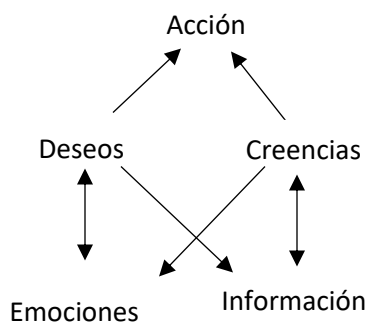 Acción
Deseos
Creencias
Emociones
Información